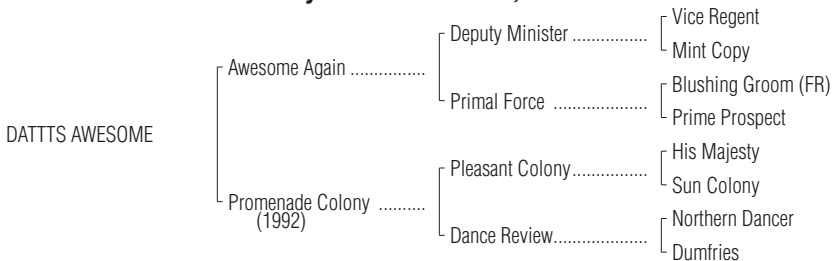 Vice Regent
Deputy Minister ................
Mint Copy
Awesome Again ................
Blushing Groom (FR)
Primal Force ....................
Prime Prospect
DATTTS AWESOME
His Majesty
Pleasant Colony................
Sun Colony
Promenade Colony ..........
(1992)
Northern Dancer
Dance Review....................
Dumfries